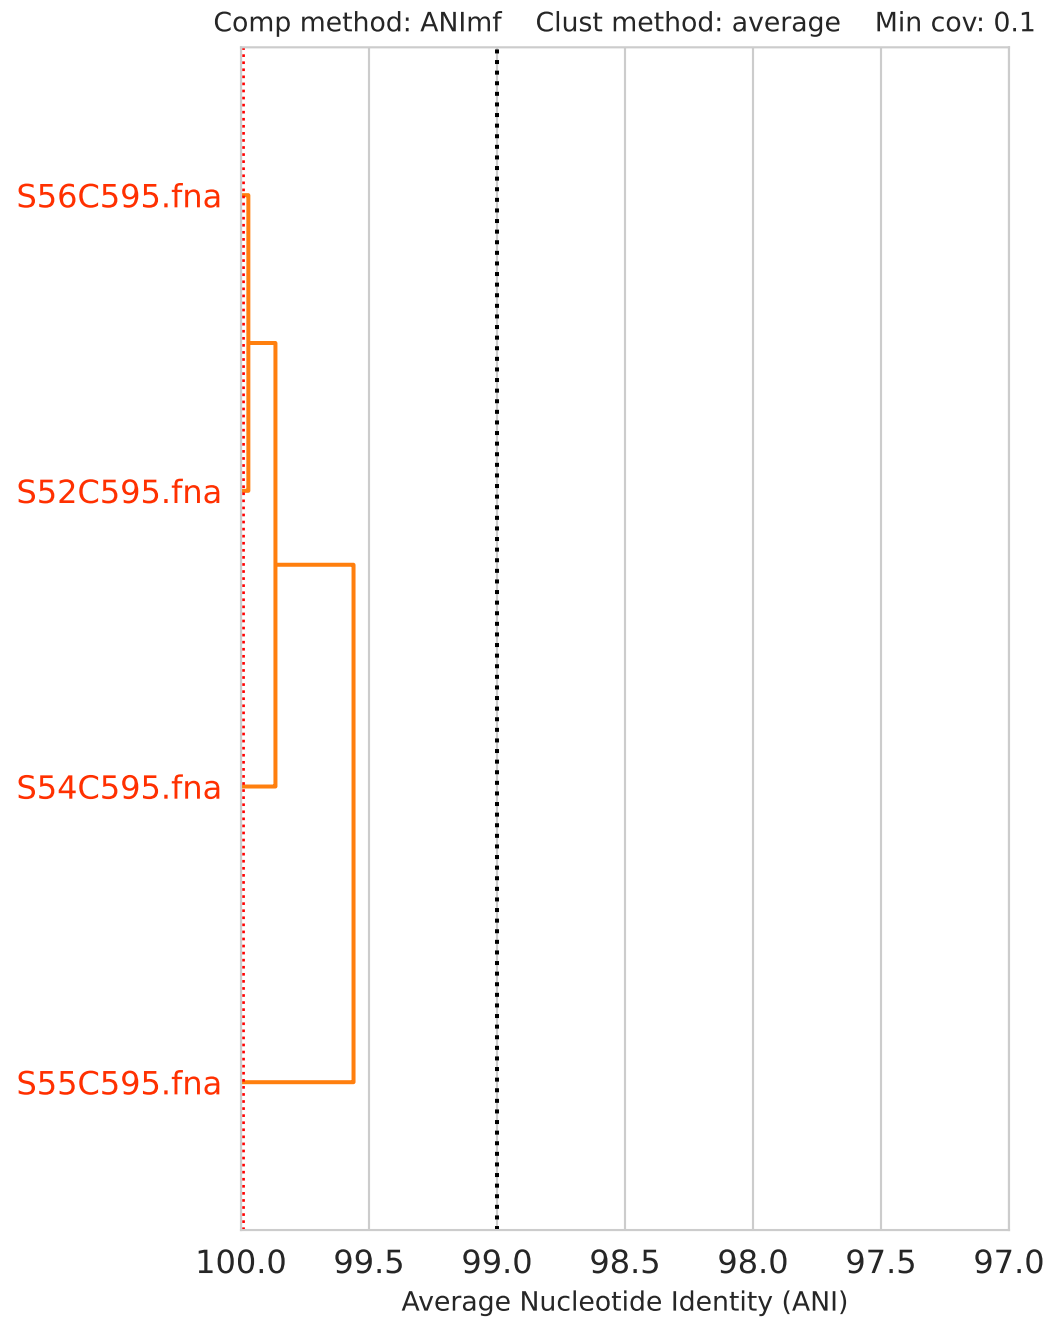 Comp method: ANImf    Clust method: average    Min cov: 0.1
S56C595.fna
S52C595.fna
S54C595.fna
S55C595.fna
100.0 99.5 99.0 98.5 98.0 97.5 97.0
Average Nucleotide Identity (ANI)